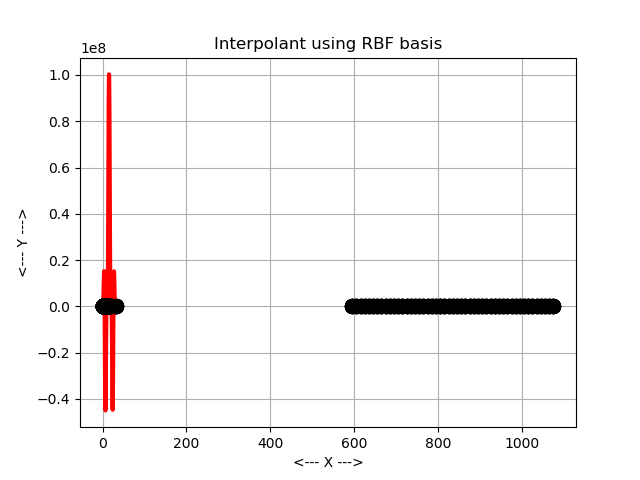 Interpolant using RBF basis
1e8
1.0
0.8
0.6
0.4
0.2
0.0
−0.2
−0.4
<--- Y --->
0 200 400 600 800 1000
<--- X --->